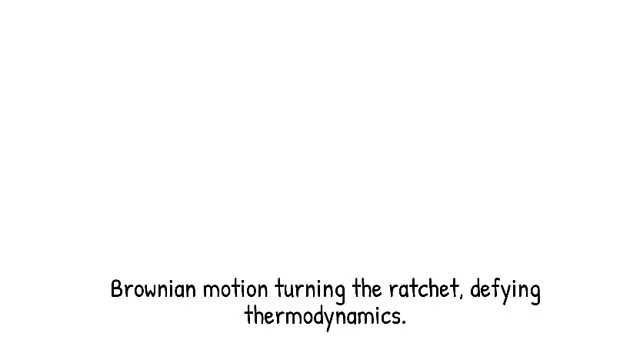 Brownian motion turning the ratchet, defying
thermodynamics.